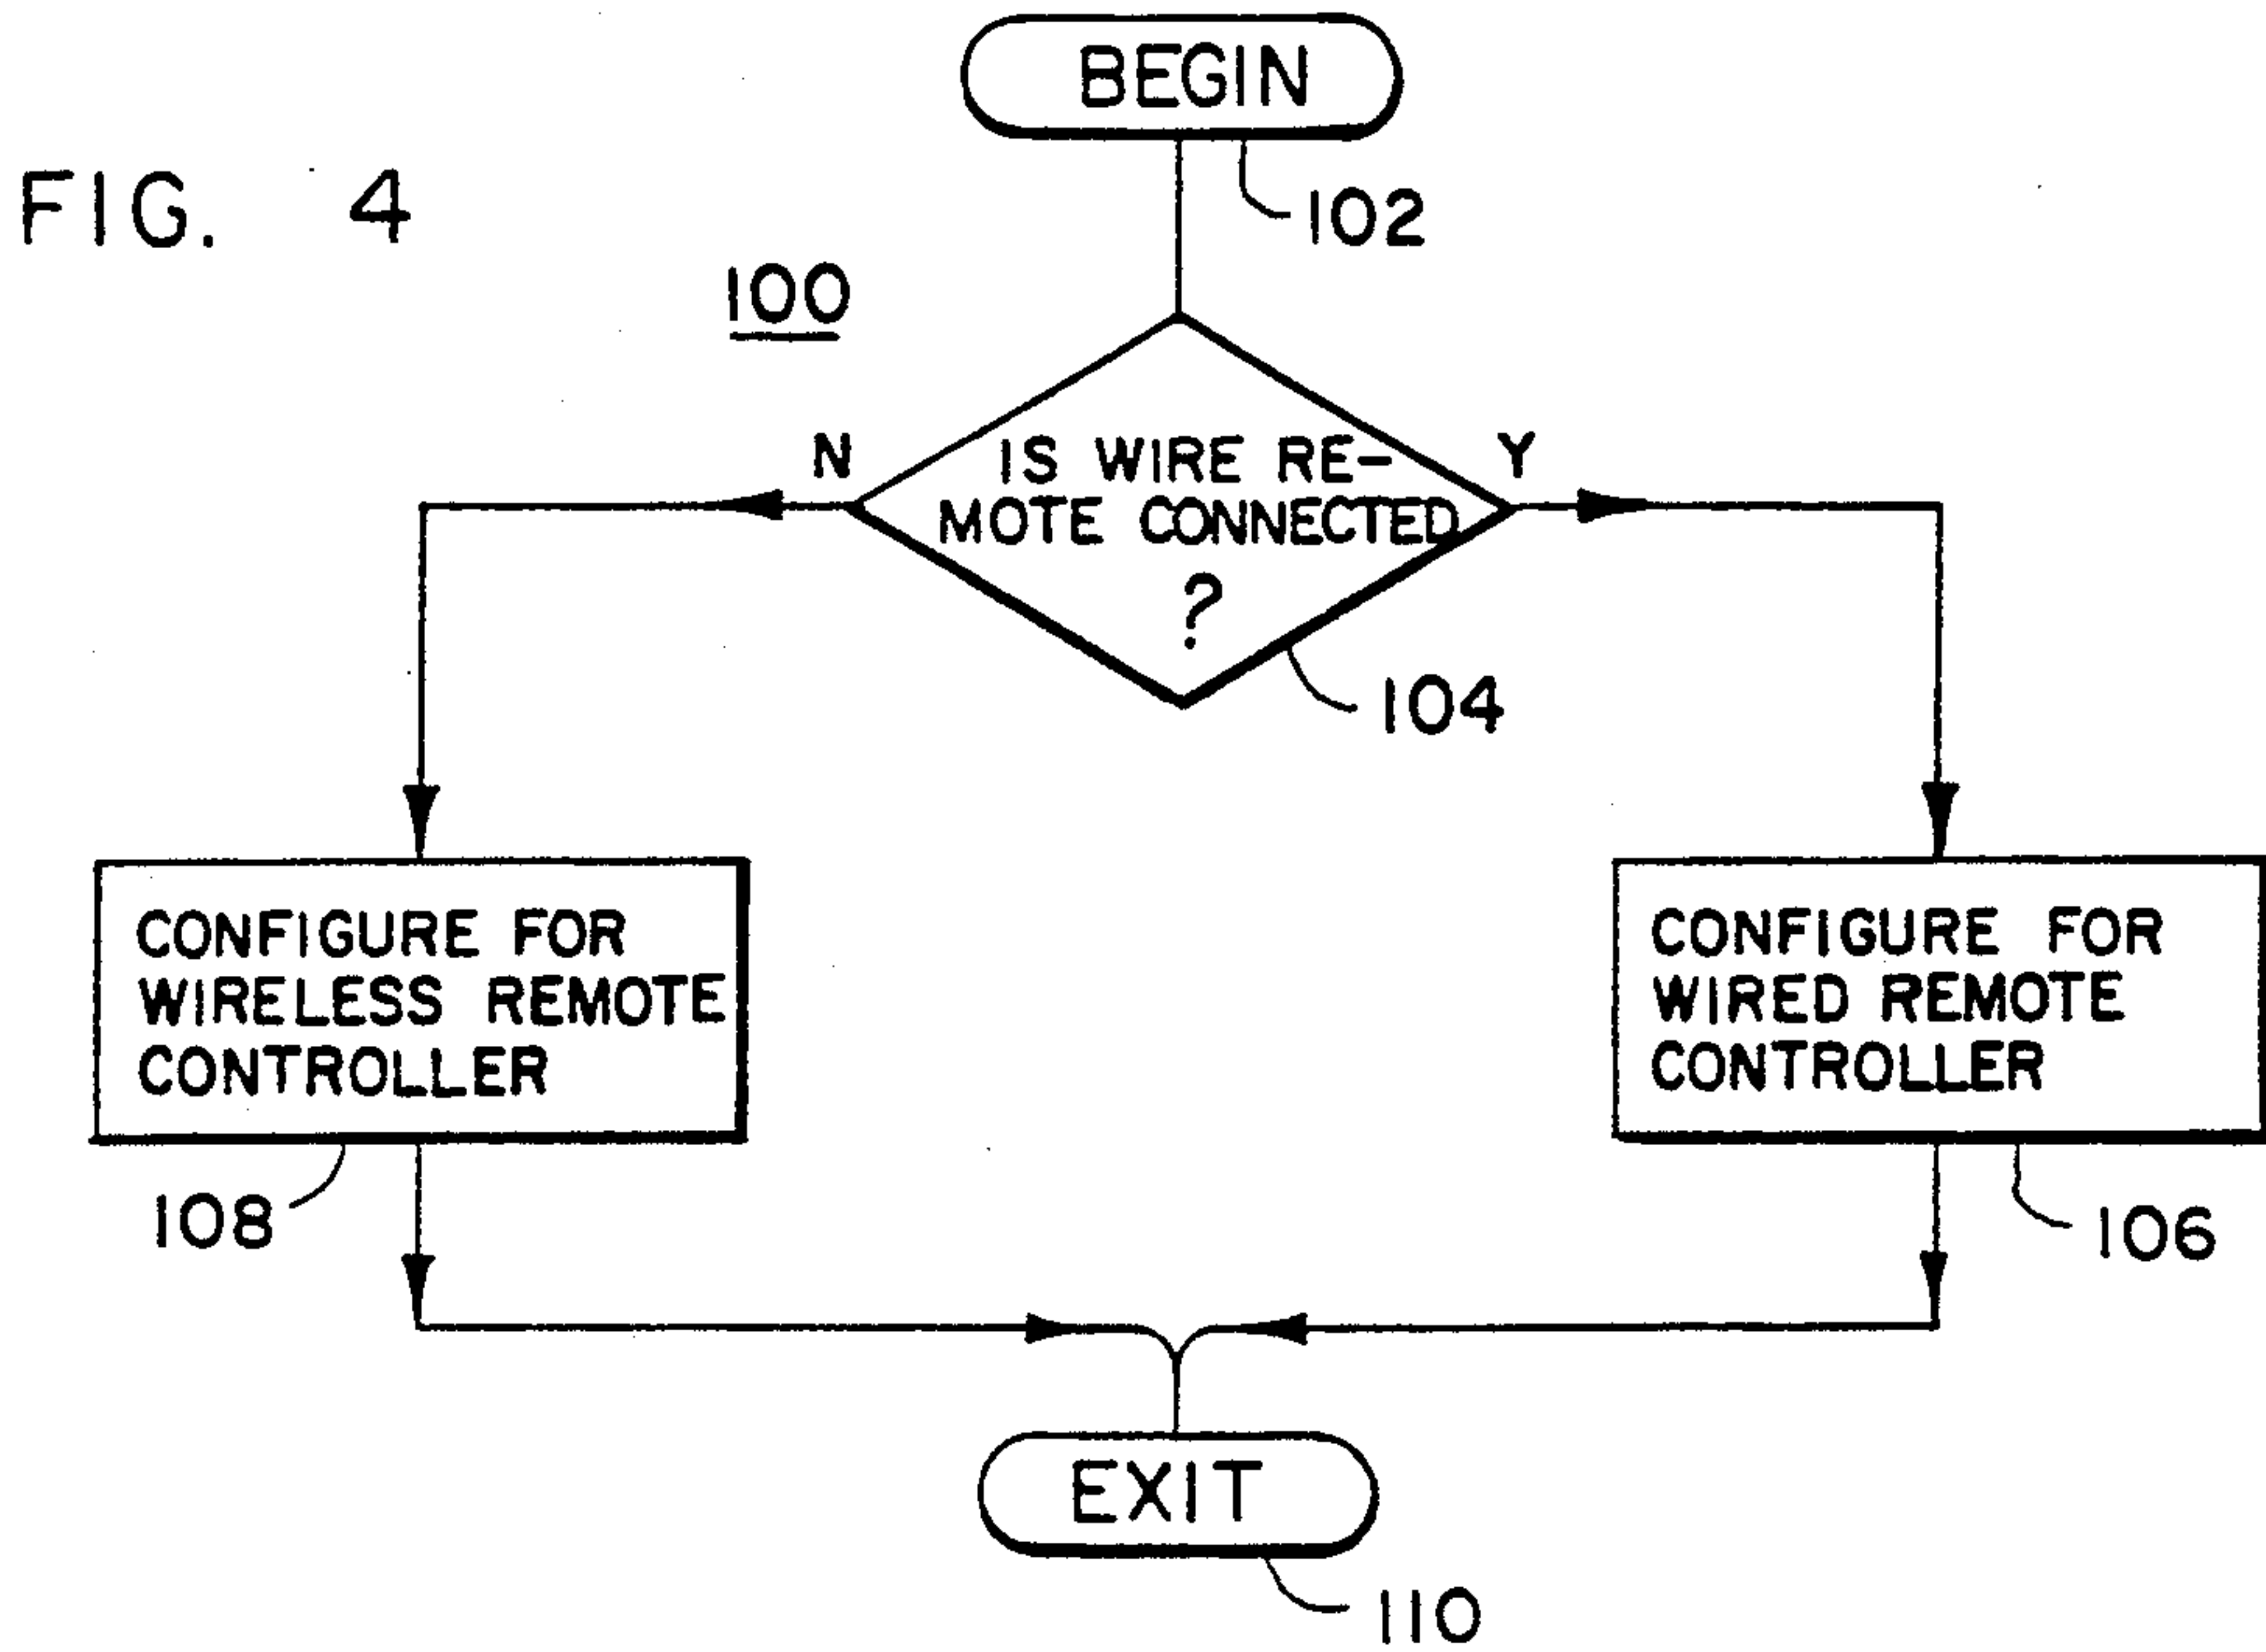 BEGIN
102
FIG. 4
100
N
IS WIRE RE-
MOTE CONNECTED
?
Y
104
CONFIGURE FOR
WIRELESS REMOTE
CONTROLLER
108
CONFIGURE FOR
WIRED REMOTE
CONTROLLER
106
EXIT
110